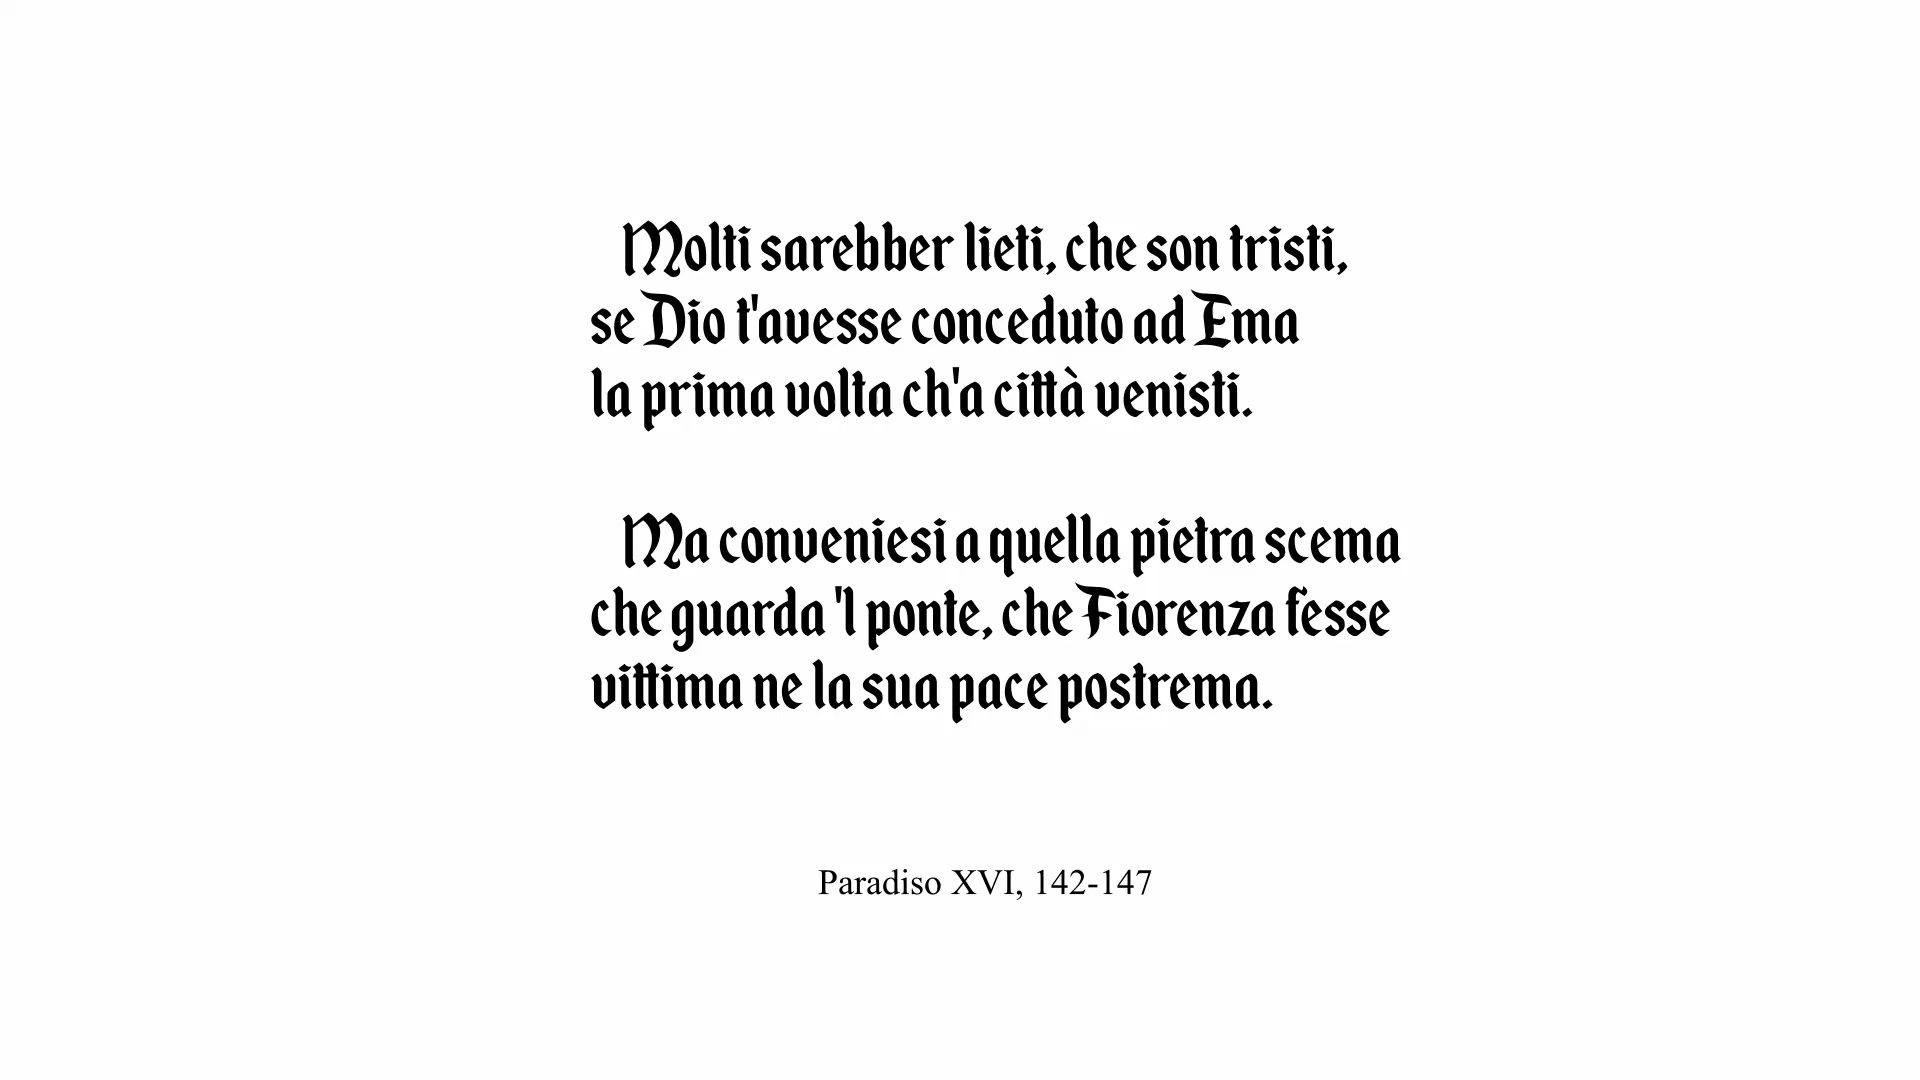 Molti sarebber lieti, che son tristi,
se Dio t'avesse conceduto ad Ema
la prima volta ch'a città venisti.
Ma conveniesi a quella pietra scema
che guarda 'l ponte, che Fiorenza fesse
vittima ne la sua pace postrema.
Paradiso XVI, 142-147